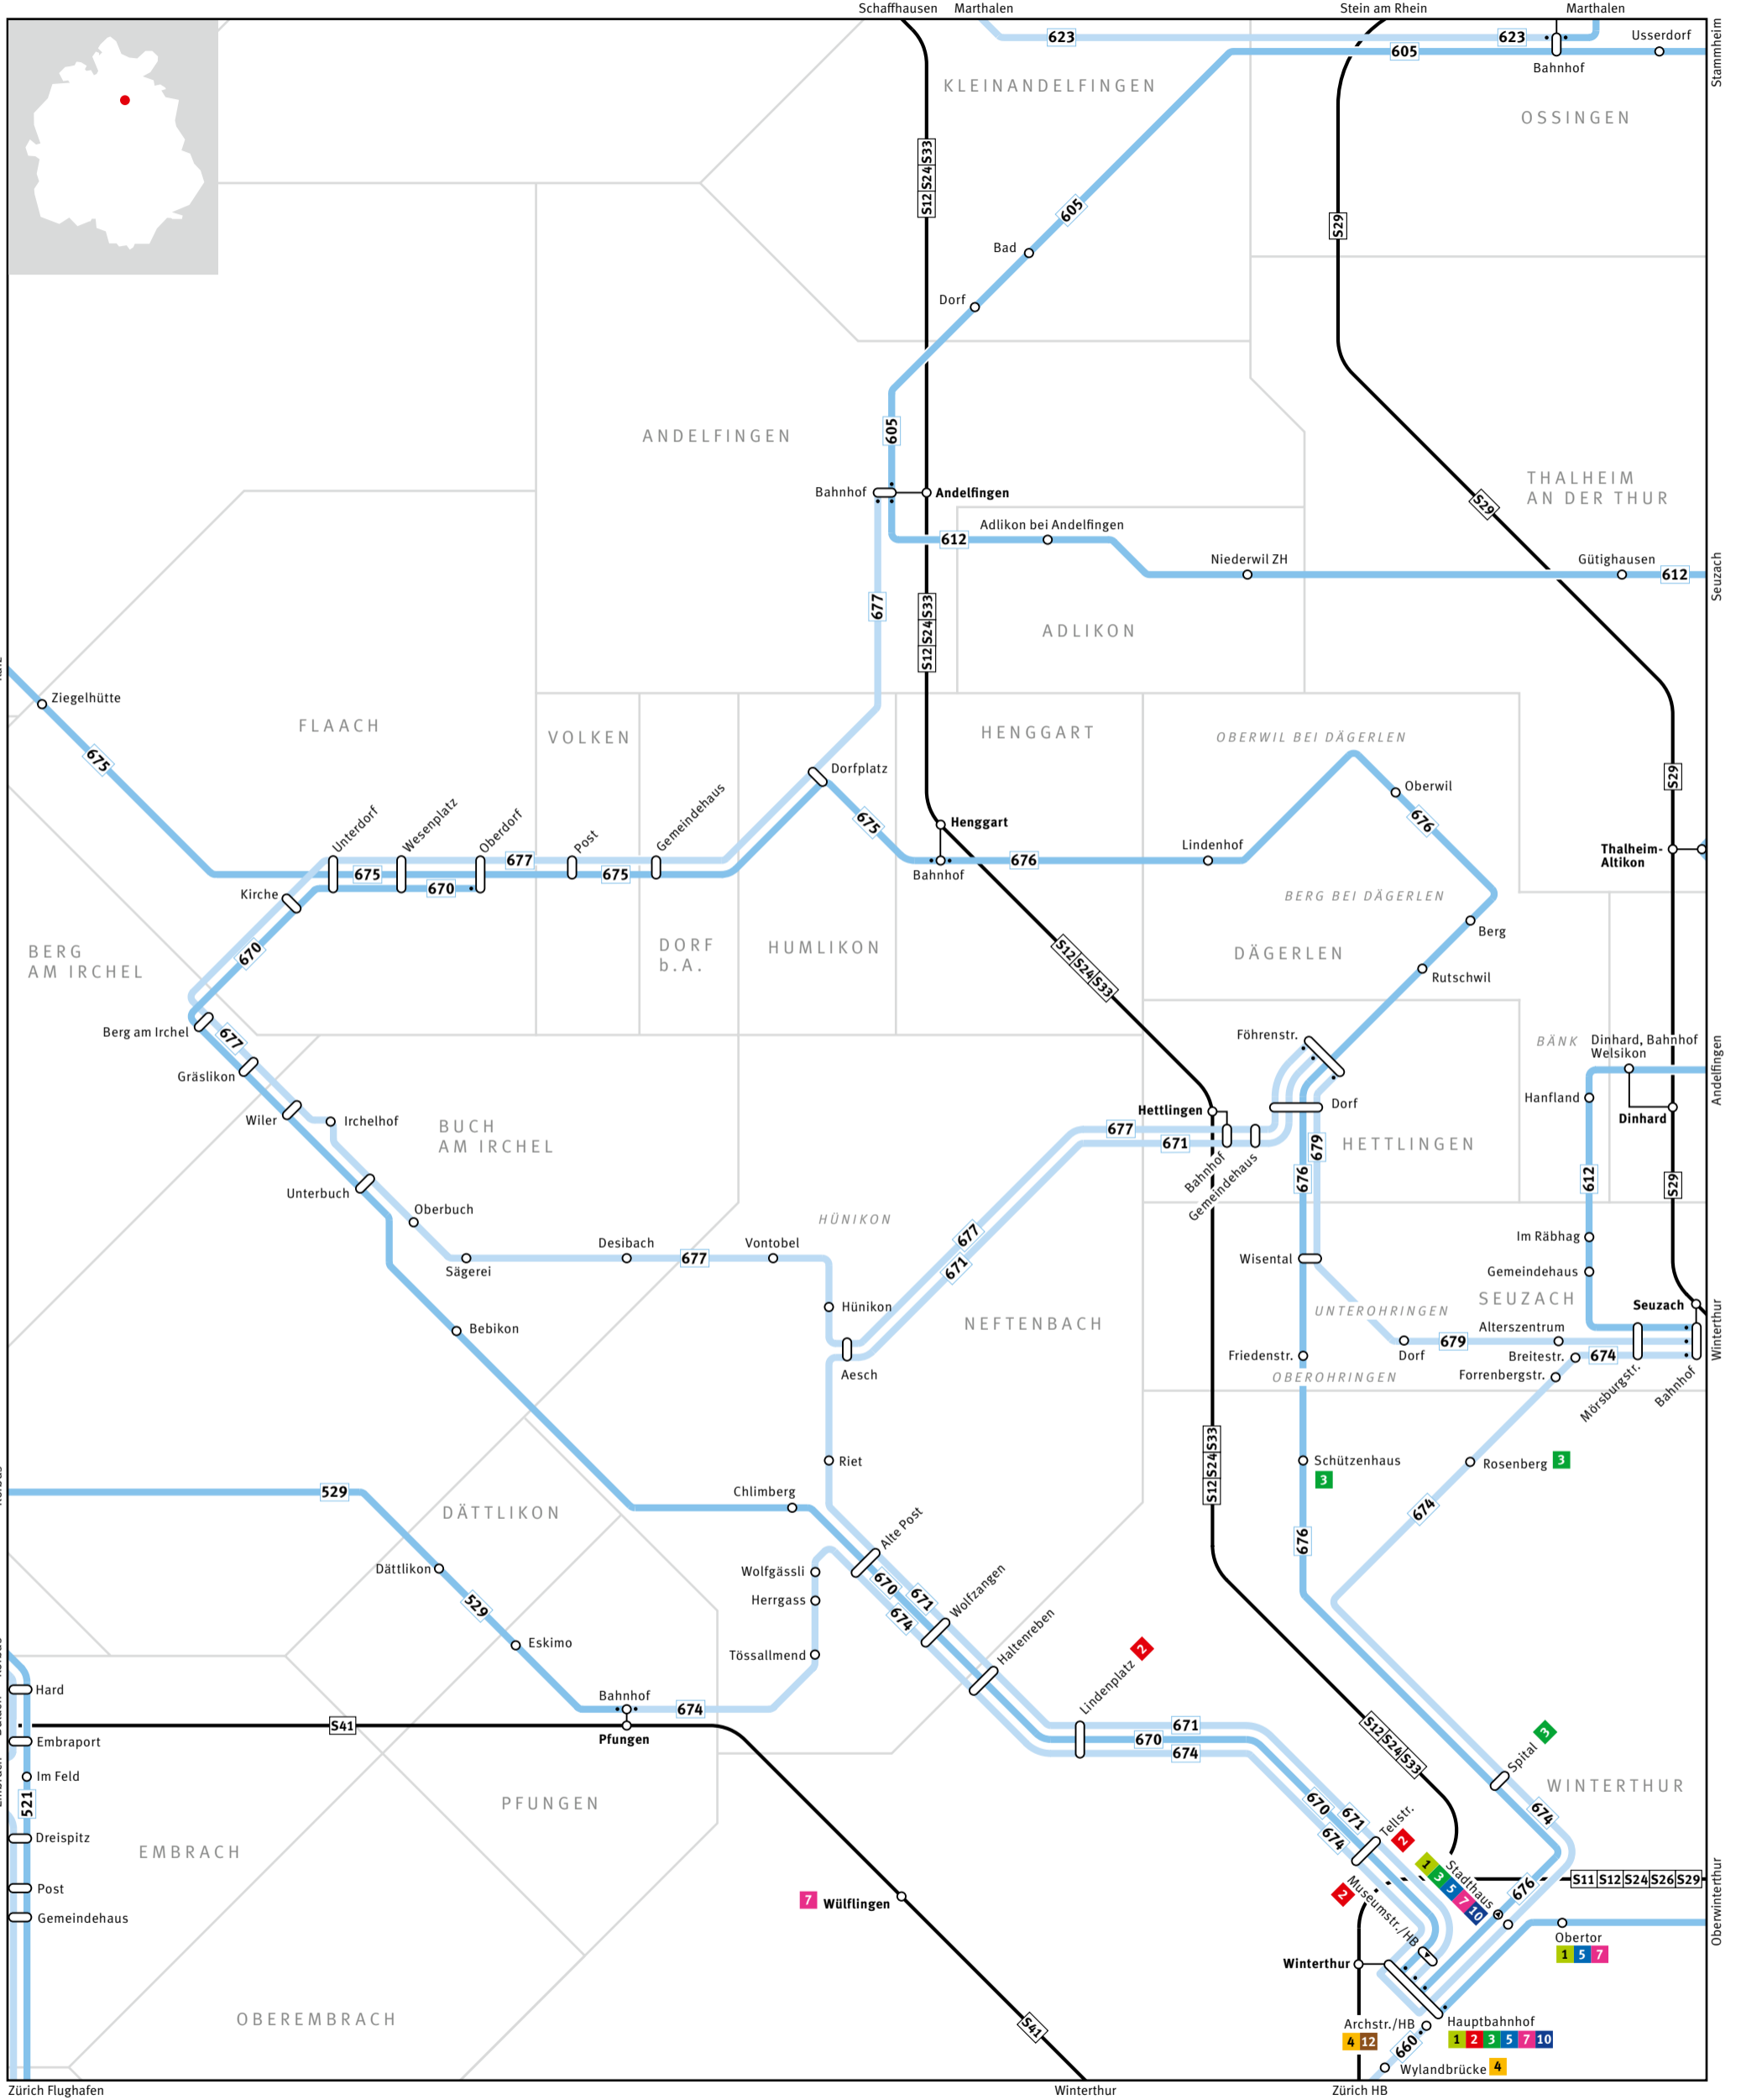 Schaffhausen
Marthalen
Stein am Rhein
Marthalen
623
623
605
Usserdorf
Bahnhof
Stammheim
KLEINANDELFINGEN
OSSINGEN
S12 S24 S33
605
S29
Bad
Dorf
605
ANDELFINGEN
THALHEIM
AN DER THUR
Bahnhof
Andelfingen
S29
Adlikon bei Andelfingen
612
Niederwil ZH
Gütighausen
612
Seuzach
677
S12 S24 S33
ADLIKON
Ziegelhütte
FLAACH
VOLKEN
HENGGART
OBERWIL BEI DÄGERLEN
675
Dorfplatz
S29
Oberwil
676
Unterdorf
Wesenplatz
Oberdorf
Post
Gemeindehaus
675
Henggart
Lindenhof
Thalheim-
Altikon
677
676
Bahnhof
675
675
670
Kirche
BERG BEI DÄGERLEN
Berg
670
BERG
AM IRCHEL
DORF
b.A.
HUMLIKON
DÄGERLEN
S12 S24 S33
Rutschwil
Berg am Irchel
677
Föhrenstr.
BÄNK
Dinhard, Bahnhof
Welsikon
Andelfingen
Gräslikon
Hanfland
Wiler
Irchelhof
Hettlingen
Dorf
Dinhard
BUCH
AM IRCHEL
677
671
679
HETTLINGEN
Bahnhof
Gemeindehaus
676
612
S29
Unterbuch
Oberbuch
HÜNIKON
677
671
Im Räbhag
Desibach
Vontobel
677
Sägerei
Wisental
Gemeindehaus
SEUZACH
Hünikon
UNTEROHRINGEN
Seuzach
NEFTENBACH
Bebikon
Alterszentrum
679
Dorf
Breitestr.
674
Winterthur
Friedenstr.
Aesch
OBEROHRINGEN
Forrenbergstr.
Mörsburgstr.
Bahnhof
Riet
S12 S24 S33
Schützenhaus
3
Rosenberg 3
529
Chlimberg
DÄTTLIKON
674
676
Alte Post
Dättlikon
Wolfgässli
670
671
Wolfzangen
Herrgass
529
674
Haltenreben
Eskimo
Tössallmend
2
Lindenplatz
Hard
Bahnhof
674
S41
Pfungen
671
670
674
S12 S24 S33
3
Spital
Embraport
Im Feld
521
PFUNGEN
WINTERTHUR
670
671
674
674
Tellstr.
2
Dreispitz
EMBRACH
1 3 5 7 10
Stadthaus
Post
7 Wülflingen
2
Museumstr./HB
676
S11 S12 S24 S26 S29
Gemeindehaus
Obertor
1 5 7
Oberwinterthur
Winterthur
OBEREMBRACH
S41
Archstr./HB
4 12
Hauptbahnhof
1 2 3 5 7 10
660
Wylandbrücke 4
Zürich Flughafen
Winterthur
Zürich HB